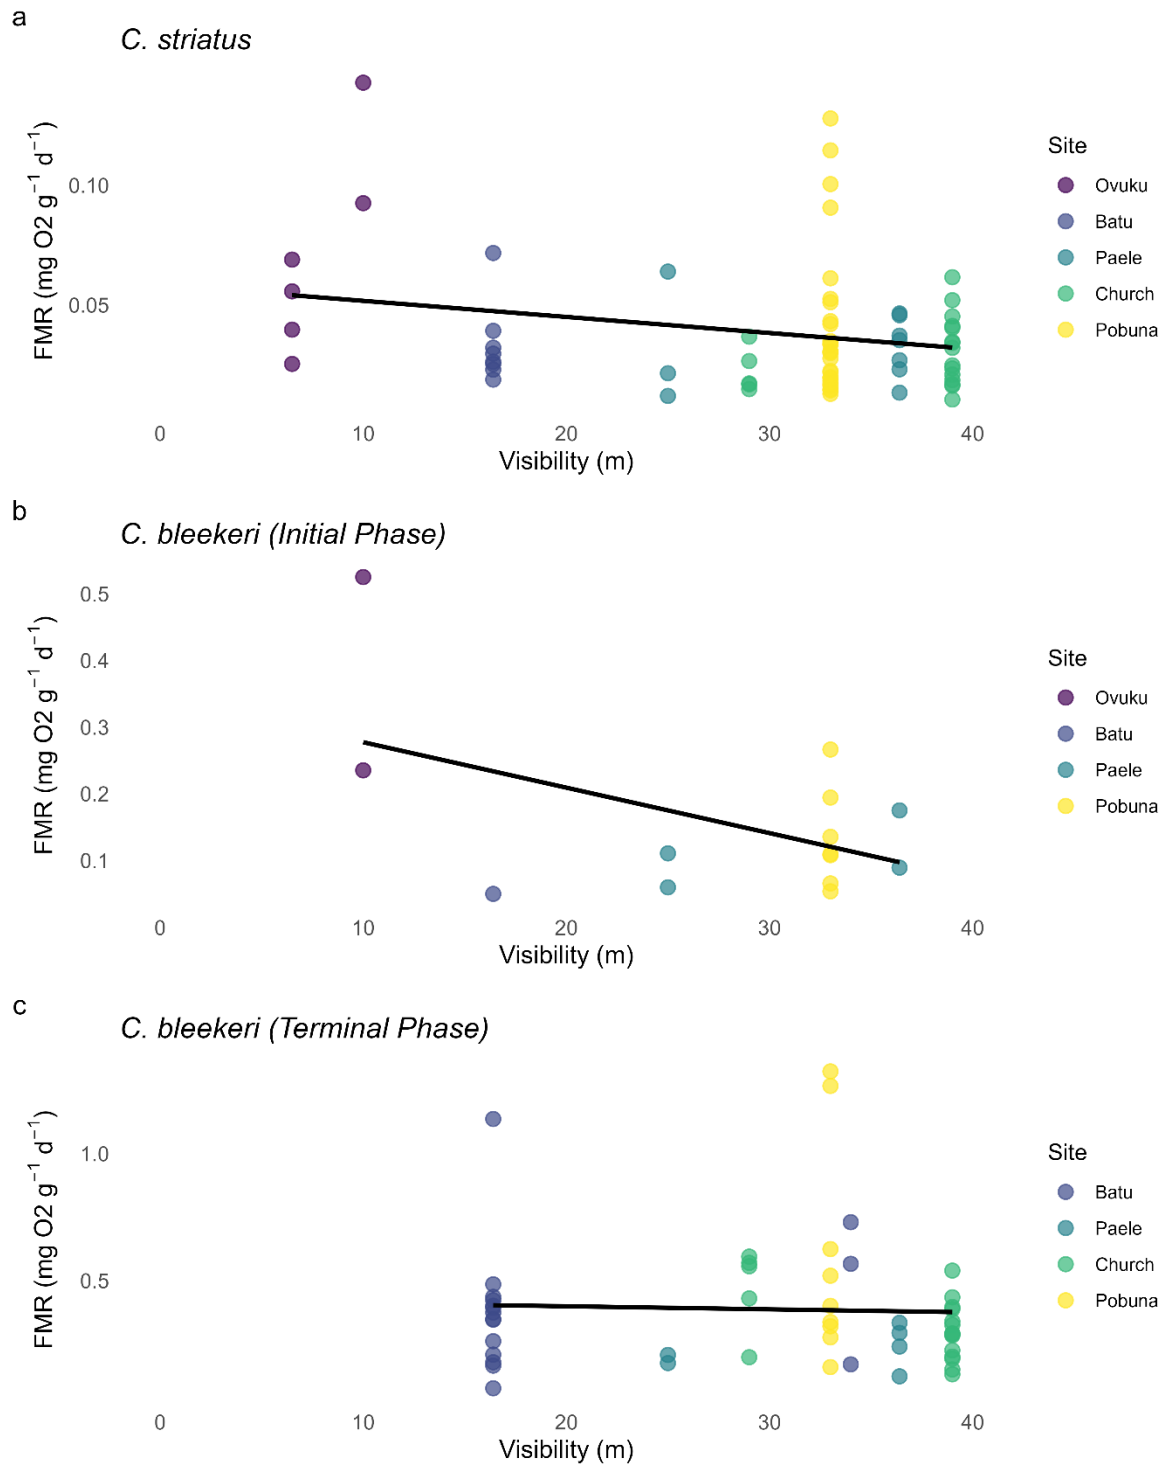 a
C. striatus
FMR (mg O2 g⁻¹ d⁻¹)
0.10
0.05
0 10 20 30 40
Visibility (m)
Site
Ovuku
Batu
Paele
Church
Pobuna
b
C. bleekeri (Initial Phase)
FMR (mg O2 g⁻¹ d⁻¹)
0.5
0.4
0.3
0.2
0.1
0 10 20 30 40
Visibility (m)
Site
Ovuku
Batu
Paele
Pobuna
c
C. bleekeri (Terminal Phase)
FMR (mg O2 g⁻¹ d⁻¹)
1.0
0.5
0 10 20 30 40
Visibility (m)
Site
Batu
Paele
Church
Pobuna